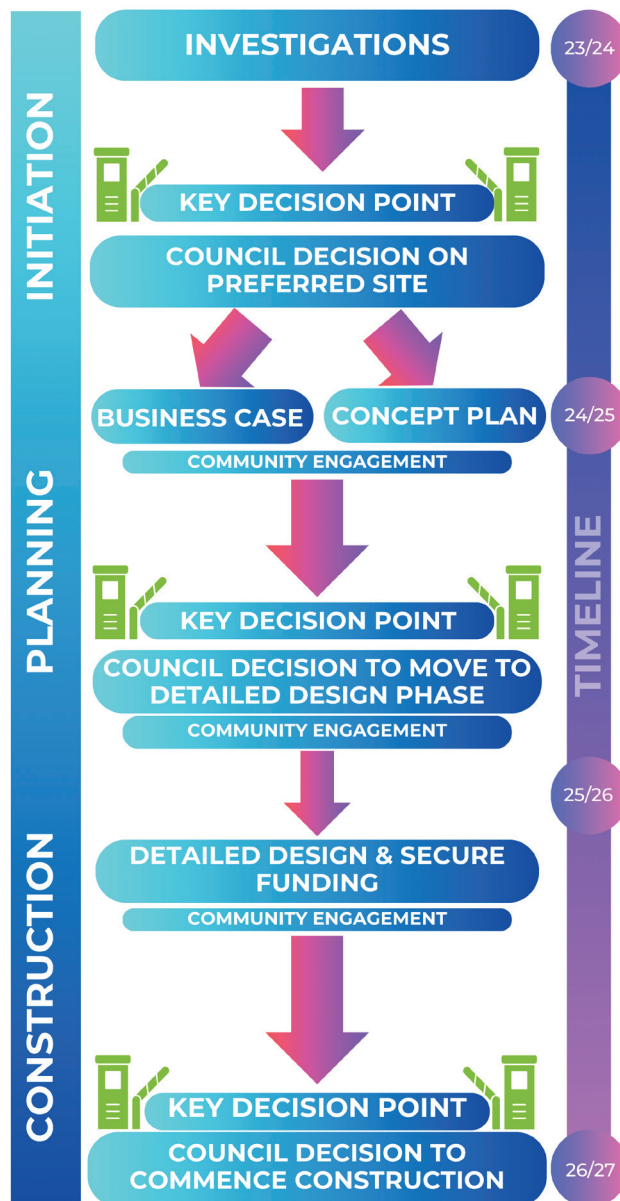 INVESTIGATIONS
23/24
INITIATION
KEY DECISION POINT
COUNCIL DECISION ON
PREFERRED SITE
BUSINESS CASE
CONCEPT PLAN
24/25
COMMUNITY ENGAGEMENT
PLANNING
TIMELINE
KEY DECISION POINT
COUNCIL DECISION TO MOVE TO
DETAILED DESIGN PHASE
COMMUNITY ENGAGEMENT
25/26
CONSTRUCTION
DETAILED DESIGN & SECURE
FUNDING
COMMUNITY ENGAGEMENT
KEY DECISION POINT
COUNCIL DECISION TO
COMMENCE CONSTRUCTION
26/27